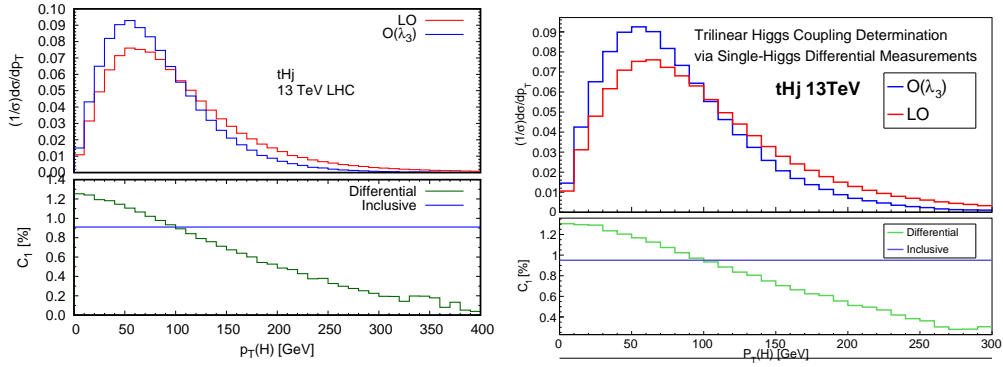 0.10
0.09
0.08
0.07
0.06
0.05
0.04
0.03
0.02
0.01
0.00
(1/σ)dσ/dp_T
LO
O(λ_3)
tHj
13 TeV LHC
1.4
1.2
1.0
0.8
0.6
0.4
0.2
0.0
C_1 [%]
Differential
Inclusive
0 50 100 150 200 250 300 350 400
p_T(H) [GeV]
0.09
0.08
0.07
0.06
0.05
0.04
0.03
0.02
0.01
0
(1/σ)dσ/dp_T
Trilinear Higgs Coupling Determination
via Single-Higgs Differential Measurements
tHj 13TeV
O(λ_3)
LO
1.2
1
0.8
0.6
0.4
C_1 [%]
Differential
Inclusive
0 50 100 150 200 250 300
P_T(H) [GeV]